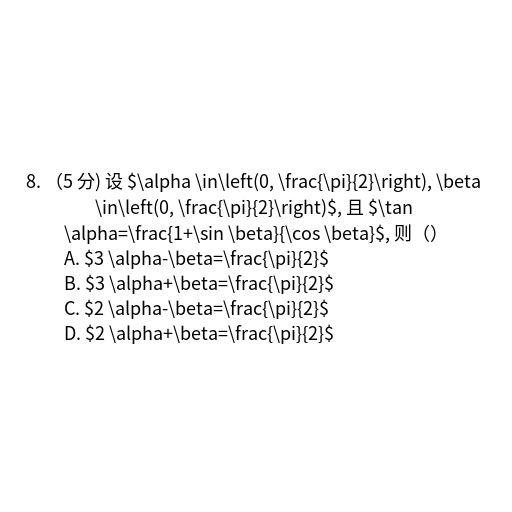 8. （5 分) 设 $\alpha \in\left(0, \frac{\pi}{2}\right), \beta
\in\left(0, \frac{\pi}{2}\right)$, 且 $\tan
\alpha=\frac{1+\sin \beta}{\cos \beta}$, 则（）
A. $3 \alpha-\beta=\frac{\pi}{2}$
B. $3 \alpha+\beta=\frac{\pi}{2}$
C. $2 \alpha-\beta=\frac{\pi}{2}$
D. $2 \alpha+\beta=\frac{\pi}{2}$